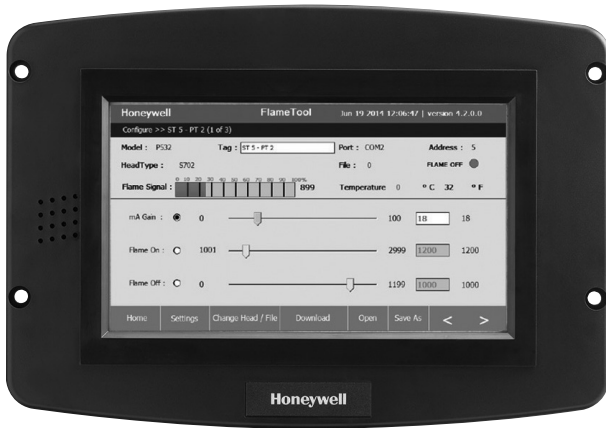 Honeywell FlameTool Jun 19 2014 12:06:47 | version 4.2.0.0
Configure >> ST 5 - PT 2 (1 of 3)
Model : P532 Tag : ST 5 - PT 2 Port : COM2 Address : 5
HeadType : S702 File : 0 FLAME OFF
0 10 20 30 40 50 60 70 80 90 100%
Flame Signal : 899 Temperature 0 ° C 32 ° F
mA Gain : 0 100 18 18
Flame On : 1001 2999 1200 1200
Flame Off : 0 1199 1000 1000
Home Settings Change Head / File Download Open Save As < >
Honeywell